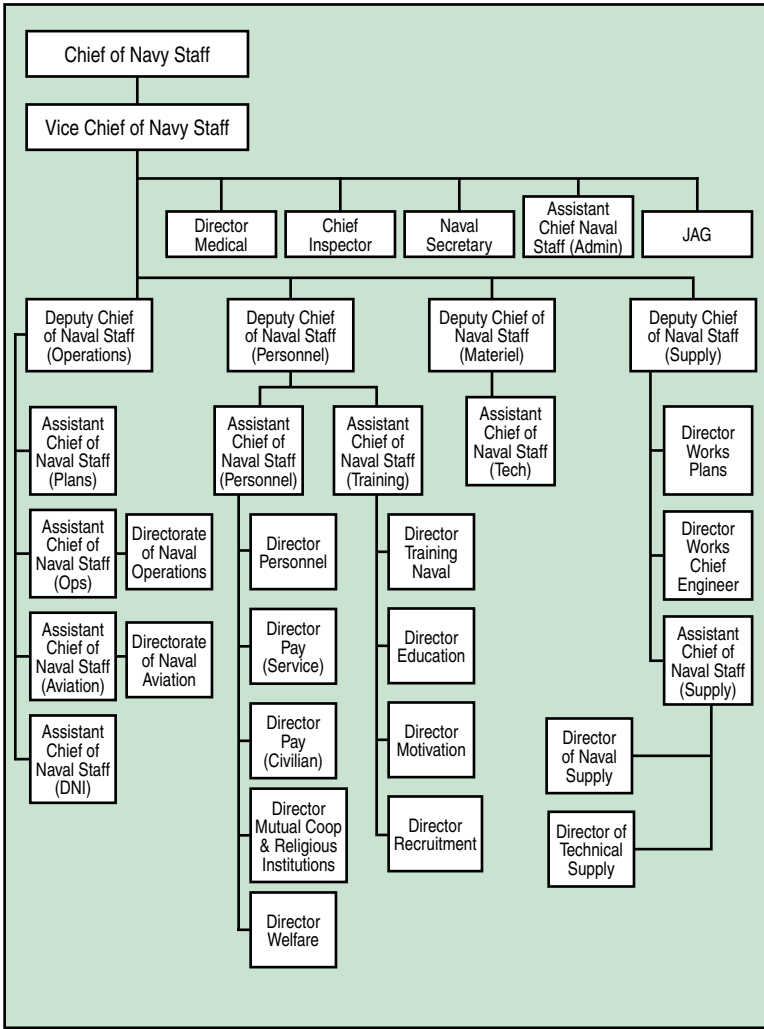 Chief of Navy Staff
Vice Chief of Navy Staff
Director
Medical
Chief
Inspector
Naval
Secretary
Assistant
Chief Naval
Staff (Admin)
JAG
Deputy Chief
of Naval Staff
(Operations)
Deputy Chief
of Naval Staff
(Personnel)
Deputy Chief of
Naval Staff
(Materiel)
Deputy Chief
of Naval Staff
(Supply)
Assistant
Chief of
Naval Staff
(Plans)
Assistant
Chief of
Naval Staff
(Personnel)
Assistant
Chief of
Naval Staff
(Training)
Assistant
Chief of
Naval Staff
(Tech)
Director
Works
Plans
Assistant
Chief of
Naval Staff
(Ops)
Directorate
of Naval
Operations
Director
Personnel
Director
Training
Naval
Director
Works
Chief
Engineer
Assistant
Chief of
Naval Staff
(Aviation)
Directorate
of Naval
Aviation
Director
Pay
(Service)
Director
Education
Assistant
Chief of
Naval Staff
(Supply)
Assistant
Chief of
Naval Staff
(DNI)
Director
Pay
(Civilian)
Director
Motivation
Director
of Naval
Supply
Director
Mutual Coop
& Religious
Institutions
Director
Recruitment
Director of
Technical
Supply
Director
Welfare